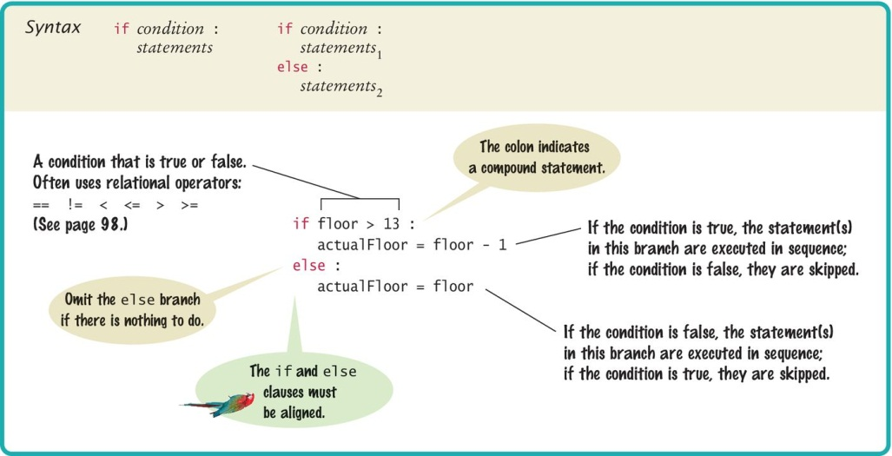 Syntax
if condition :
statements
if condition :
statements1
else :
statements2
A condition that is true or false.
Often uses relational operators:
== != < <= > >=
(See page 98.)
The colon indicates
a compound statement.
if floor > 13 :
actualFloor = floor - 1
else :
actualFloor = floor
If the condition is true, the statement(s)
in this branch are executed in sequence;
if the condition is false, they are skipped.
Omit the else branch
if there is nothing to do.
If the condition is false, the statement(s)
in this branch are executed in sequence;
if the condition is true, they are skipped.
The if and else
clauses must
be aligned.